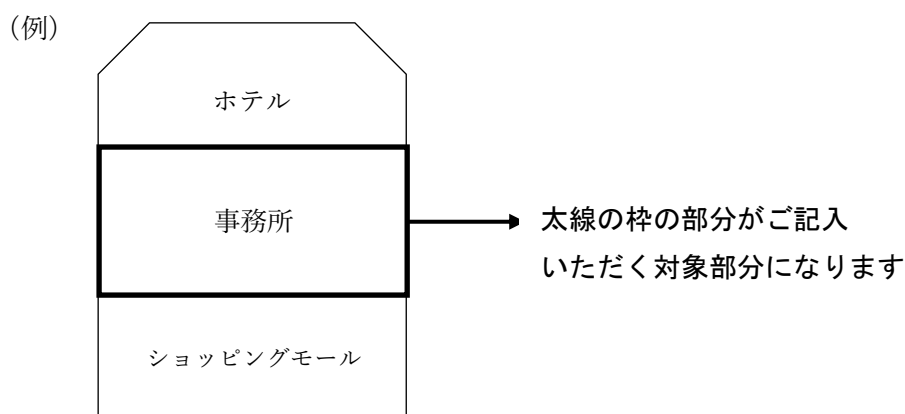 （例）
ホテル
事務所
太線の枠の部分がご記入
いただく対象部分になります
ショッピングモール